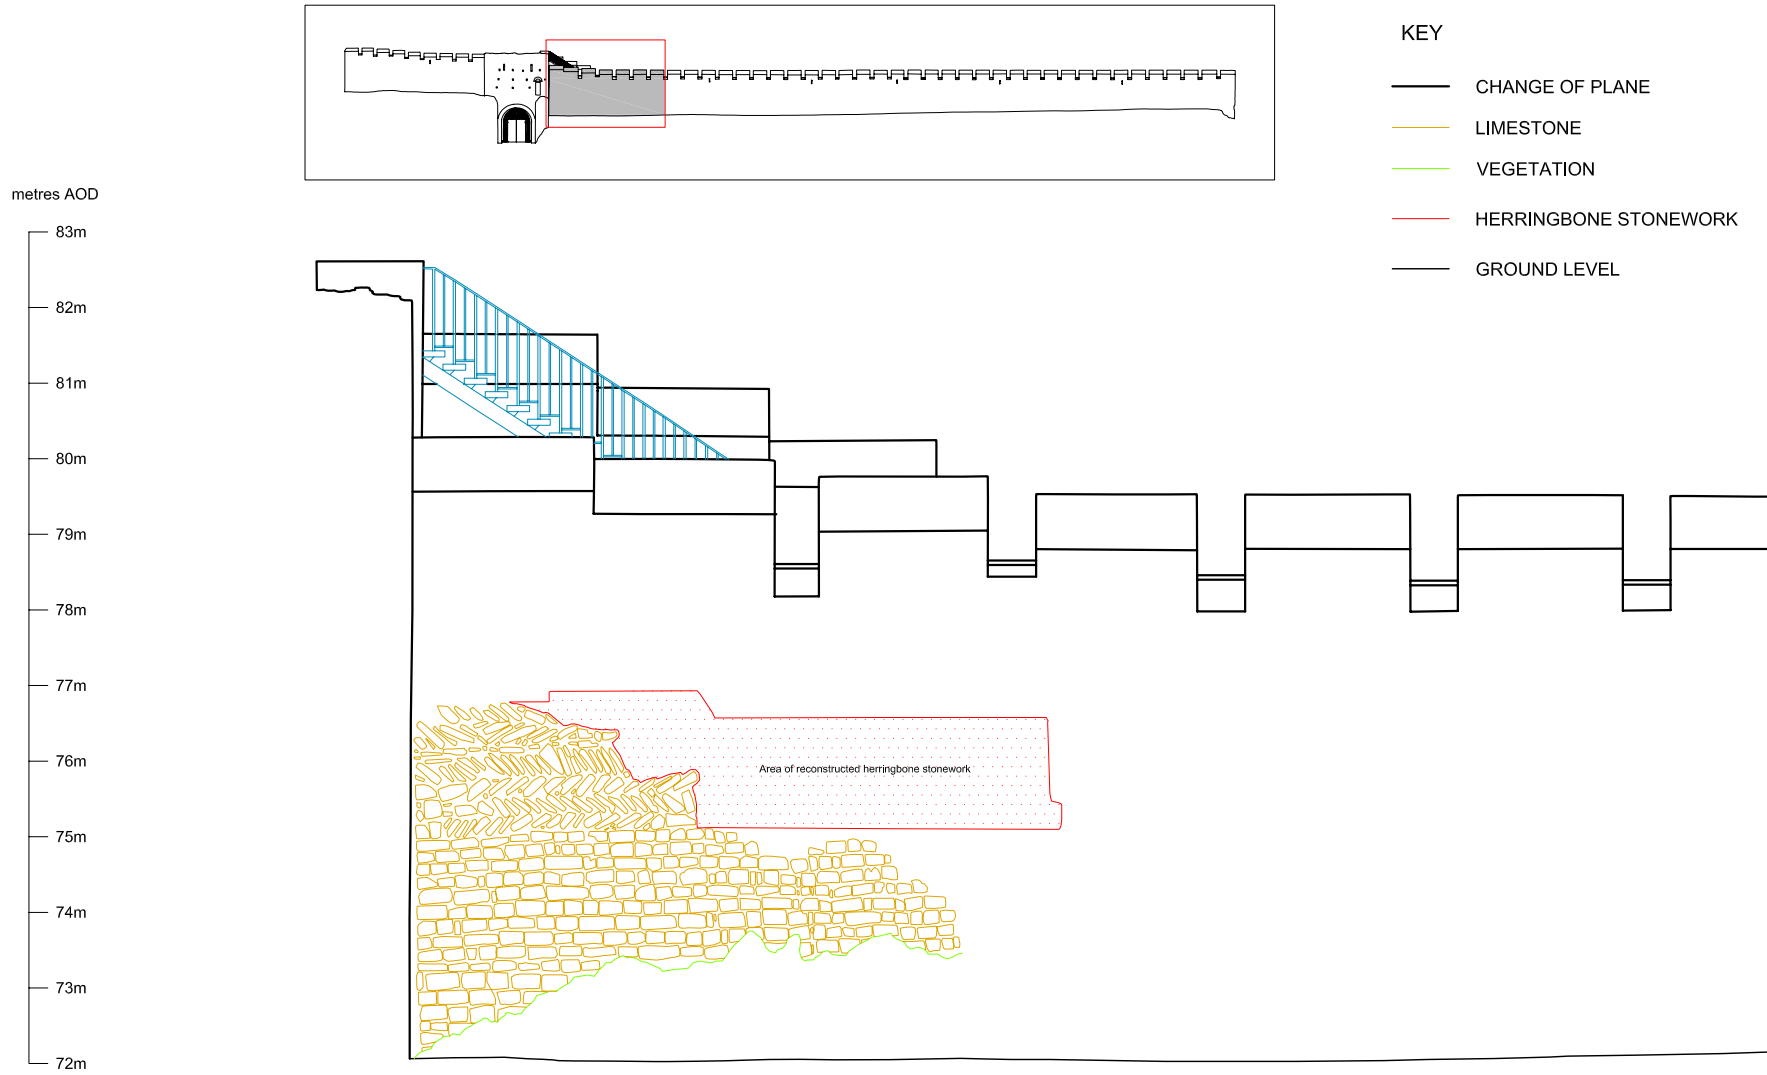 KEY
CHANGE OF PLANE
LIMESTONE
VEGETATION
HERRINGBONE STONEWORK
GROUND LEVEL
metres AOD
83m
82m
81m
80m
79m
78m
77m
76m
75m
74m
73m
72m
Area of reconstructed herringbone stonework